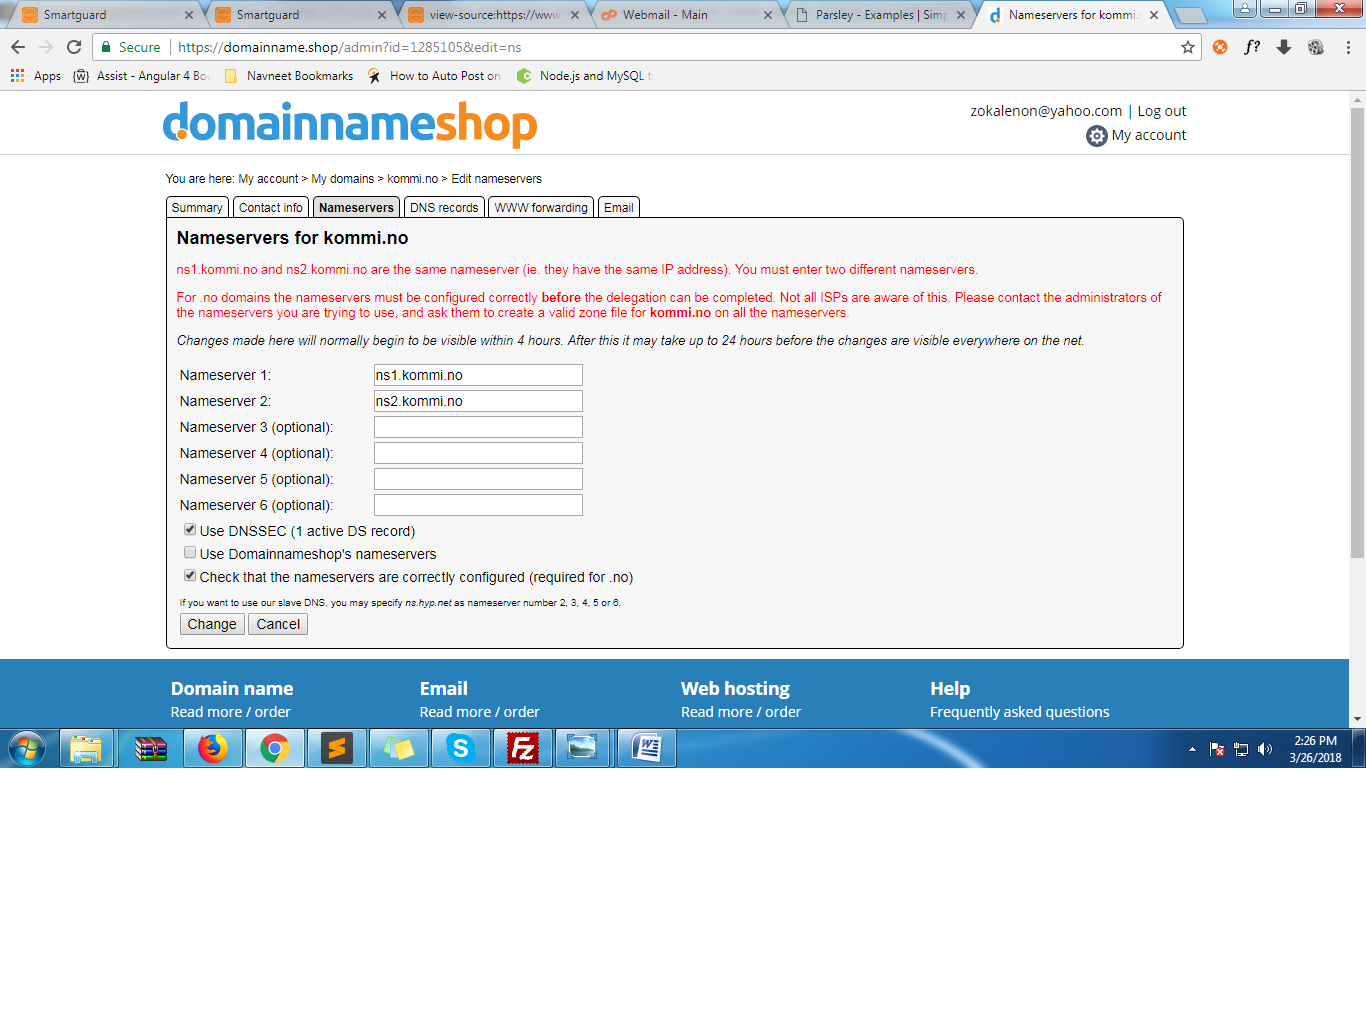 Smartguard
Smartguard
view-source:https://www
Webmail - Main
Parsley - Examples | Simp
Nameservers for kommi.
Secure
https://domainname.shop/admin?id=1285105&edit=ns
f?
Apps
Assist - Angular 4 Bo
Navneet Bookmarks
How to Auto Post on
Node.js and MySQL t
domainnameshop
zokalenon@yahoo.com | Log out
My account
You are here: My account > My domains > kommi.no > Edit nameservers
Summary
Contact info
Nameservers
DNS records
WWW forwarding
Email
Nameservers for kommi.no
ns1.kommi.no and ns2.kommi.no are the same nameserver (ie. they have the same IP address). You must enter two different nameservers.
For .no domains the nameservers must be configured correctly before the delegation can be completed. Not all ISPs are aware of this. Please contact the administrators of
the nameservers you are trying to use, and ask them to create a valid zone file for kommi.no on all the nameservers.
Changes made here will normally begin to be visible within 4 hours. After this it may take up to 24 hours before the changes are visible everywhere on the net.
Nameserver 1: ns1.kommi.no
Nameserver 2: ns2.kommi.no
Nameserver 3 (optional):
Nameserver 4 (optional):
Nameserver 5 (optional):
Nameserver 6 (optional):
Use DNSSEC (1 active DS record)
Use Domainnameshop's nameservers
Check that the nameservers are correctly configured (required for .no)
If you want to use our slave DNS, you may specify ns.hyp.net as nameserver number 2, 3, 4, 5 or 6.
Change
Cancel
Domain name
Email
Web hosting
Help
Read more / order
Read more / order
Read more / order
Frequently asked questions
2:26 PM
3/26/2018